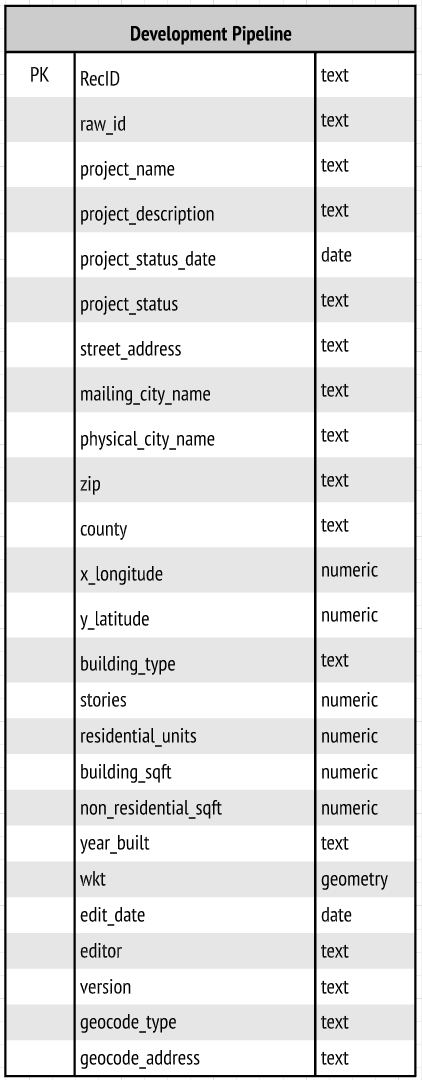 Development Pipeline
PK RecID text
raw_id text
project_name text
project_description text
project_status_date date
project_status text
street_address text
mailing_city_name text
physical_city_name text
zip text
county text
x_longitude numeric
y_latitude numeric
building_type text
stories numeric
residential_units numeric
building_sqft numeric
non_residential_sqft numeric
year_built text
wkt geometry
edit_date date
editor text
version text
geocode_type text
geocode_address text